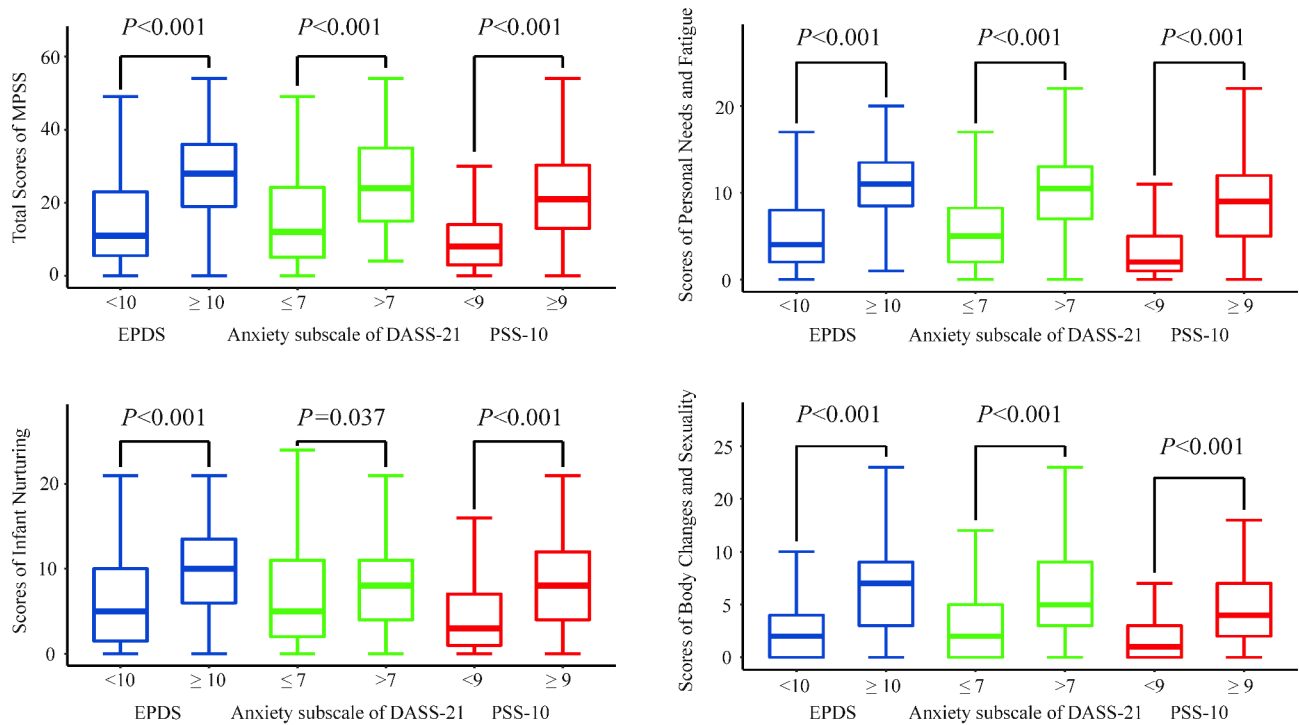 P<0.001 P<0.001 P<0.001
Total Scores of MPSS
60
40
20
0
<10 ≥ 10 ≤ 7 >7 <9 ≥9
EPDS Anxiety subscale of DASS-21 PSS-10
P<0.001 P<0.001 P<0.001
Scores of Personal Needs and Fatigue
20
10
0
<10 ≥ 10 ≤ 7 >7 <9 ≥ 9
EPDS Anxiety subscale of DASS-21 PSS-10
P<0.001 P=0.037 P<0.001
Scores of Infant Nurturing
20
10
0
<10 ≥ 10 ≤ 7 >7 <9 ≥ 9
EPDS Anxiety subscale of DASS-21 PSS-10
P<0.001 P<0.001 P<0.001
Scores of Body Changes and Sexuality
25
20
10
5
0
<10 ≥ 10 ≤ 7 >7 <9 ≥ 9
EPDS Anxiety subscale of DASS-21 PSS-10